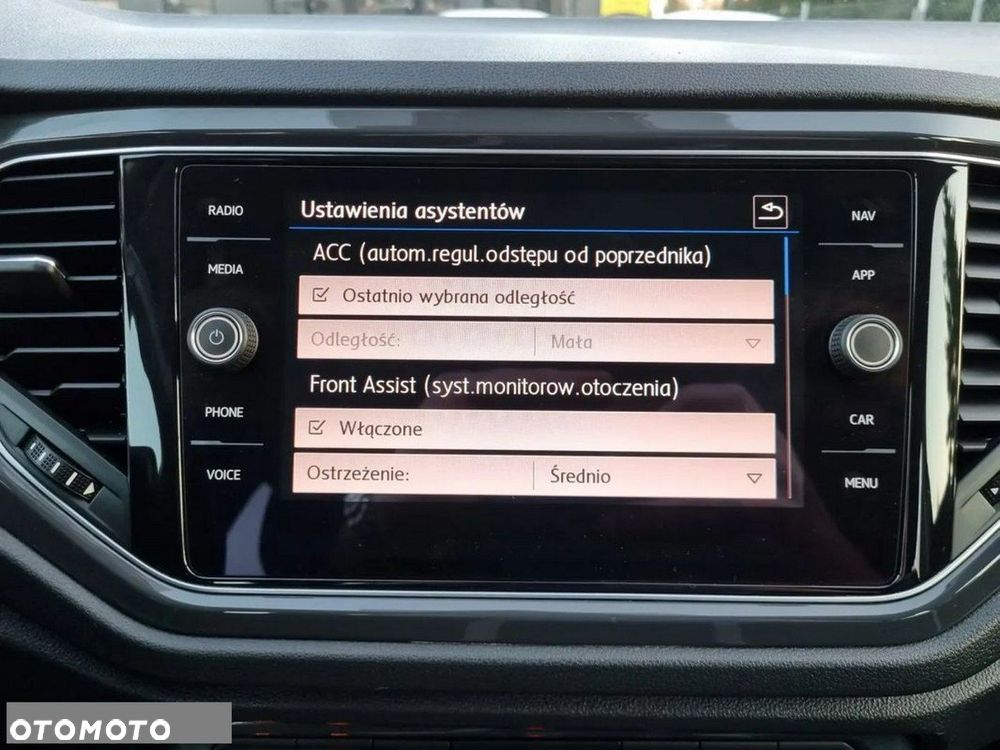 RADIO
MEDIA
PHONE
VOICE
Ustawienia asystentów
ACC (autom.regul.odstępu od poprzednika)
Ostatnio wybrana odległość
Odległość: Mała
Front Assist (syst.monitorow.otoczenia)
Włączone
Ostrzeżenie: Średnio
NAV
APP
CAR
MENU
OTOMOTO